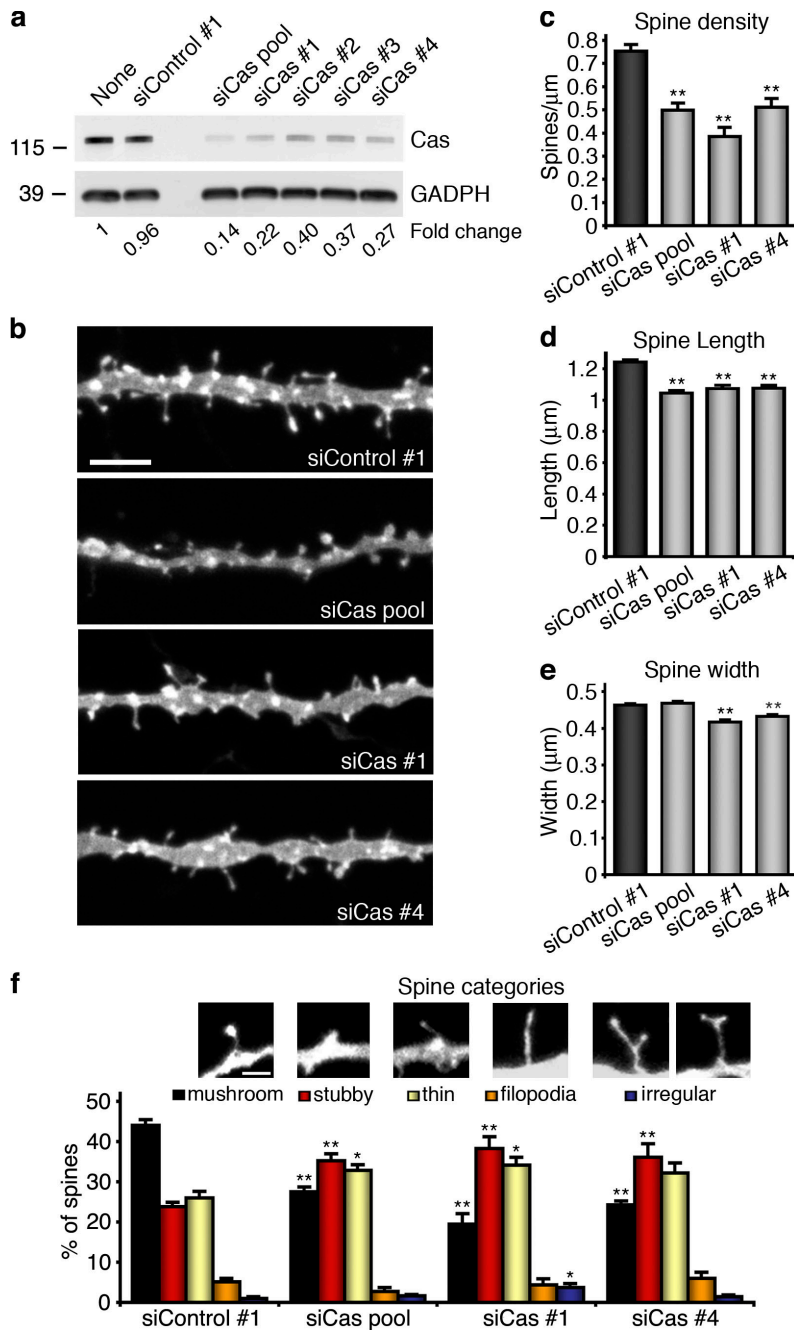 a
None siControl #1 siCas pool siCas #1 siCas #2 siCas #3 siCas #4
115 – Cas
39 – GADPH
1 0.96 0.14 0.22 0.40 0.37 0.27 Fold change
b
siControl #1
siCas pool
siCas #1
siCas #4
c
Spine density
Spines/μm
0.8
0.7
0.6
0.5
0.4
0.3
0.2
0.1
0
** ** **
siControl #1 siCas pool siCas #1 siCas #4
d
Spine Length
Length (μm)
1.2
1
0.8
0.6
0.4
0.2
0
** ** **
siControl #1 siCas pool siCas #1 siCas #4
e
Spine width
Width (μm)
0.5
0.4
0.3
0.2
0.1
0
** **
siControl #1 siCas pool siCas #1 siCas #4
f
Spine categories
mushroom stubby thin filopodia irregular
% of spines
50
40
30
20
10
0
** ** * ** ** * * ** **
siControl #1 siCas pool siCas #1 siCas #4